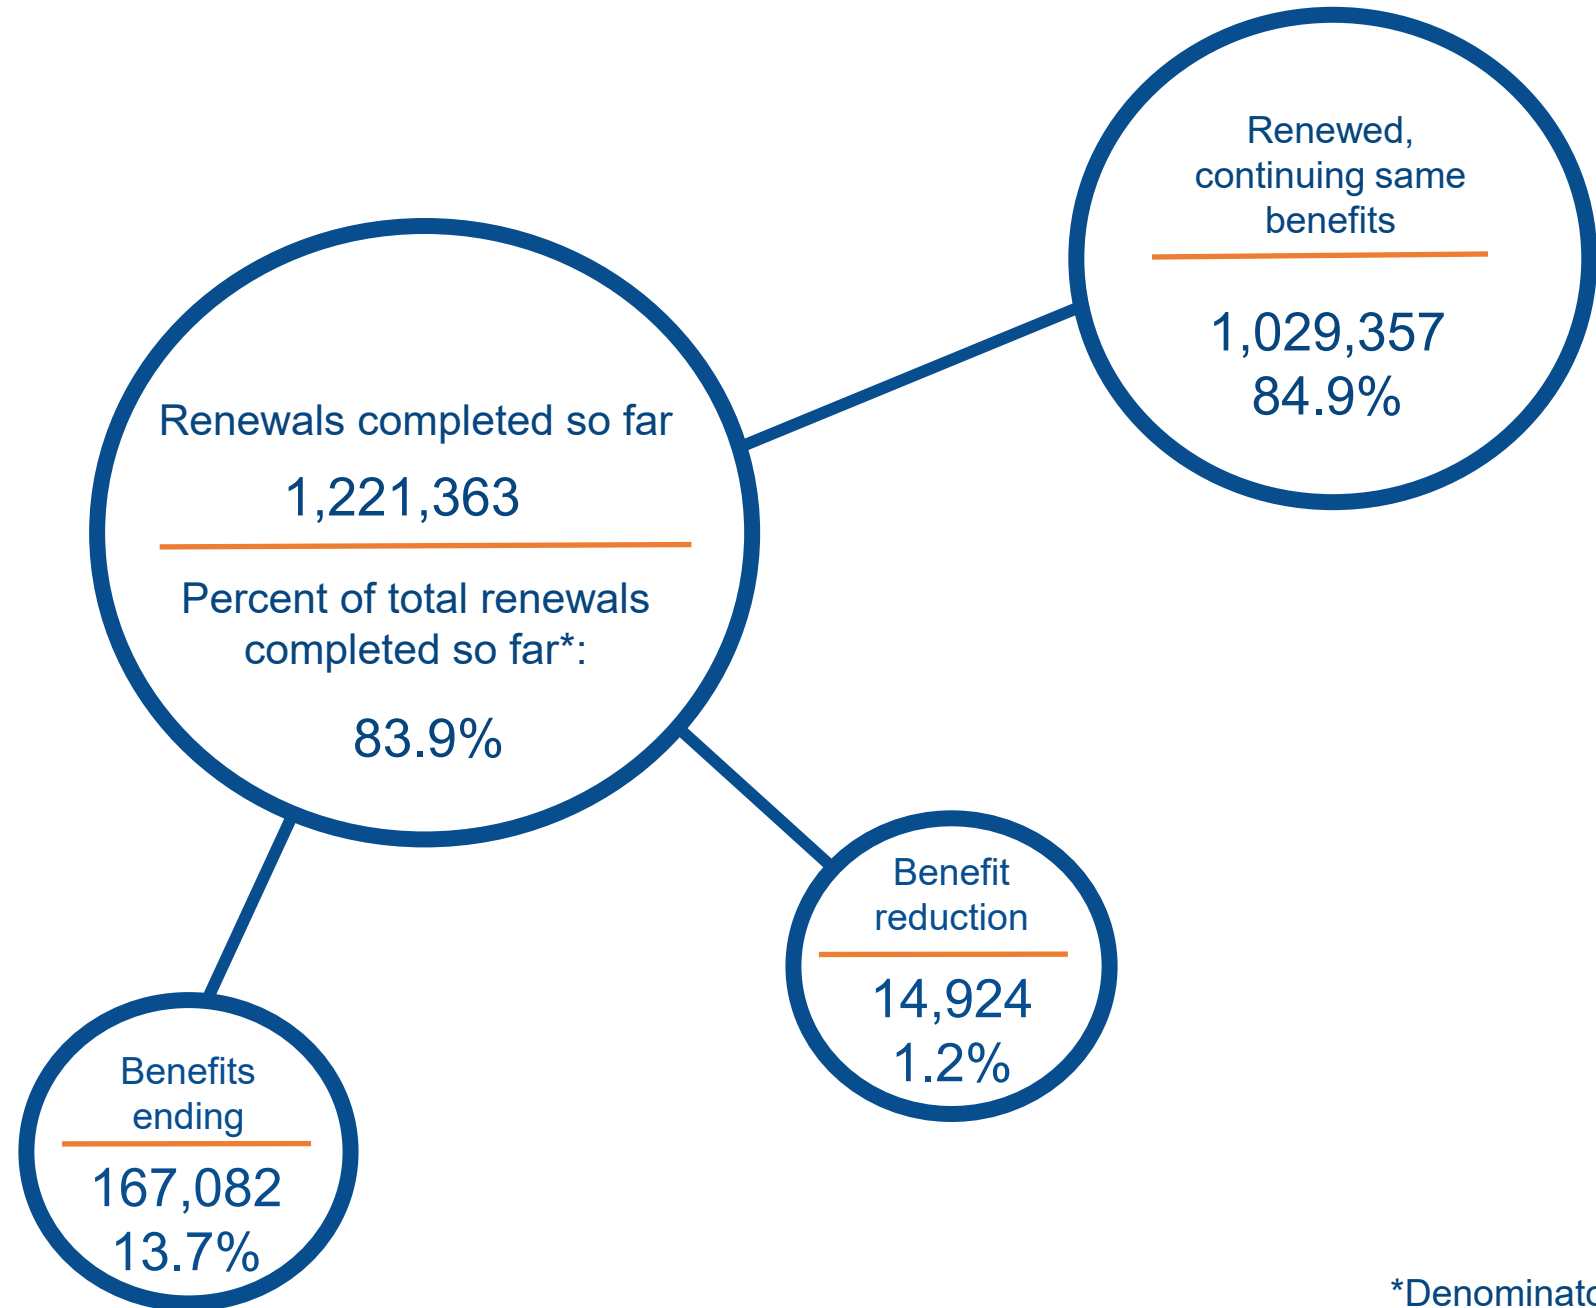 Renewed,
continuing same
benefits
1,029,357
84.9%
Renewals completed so far
1,221,363
Percent of total renewals
completed so far*:
83.9%
Benefit
reduction
14,924
1.2%
Benefits
ending
167,082
13.7%